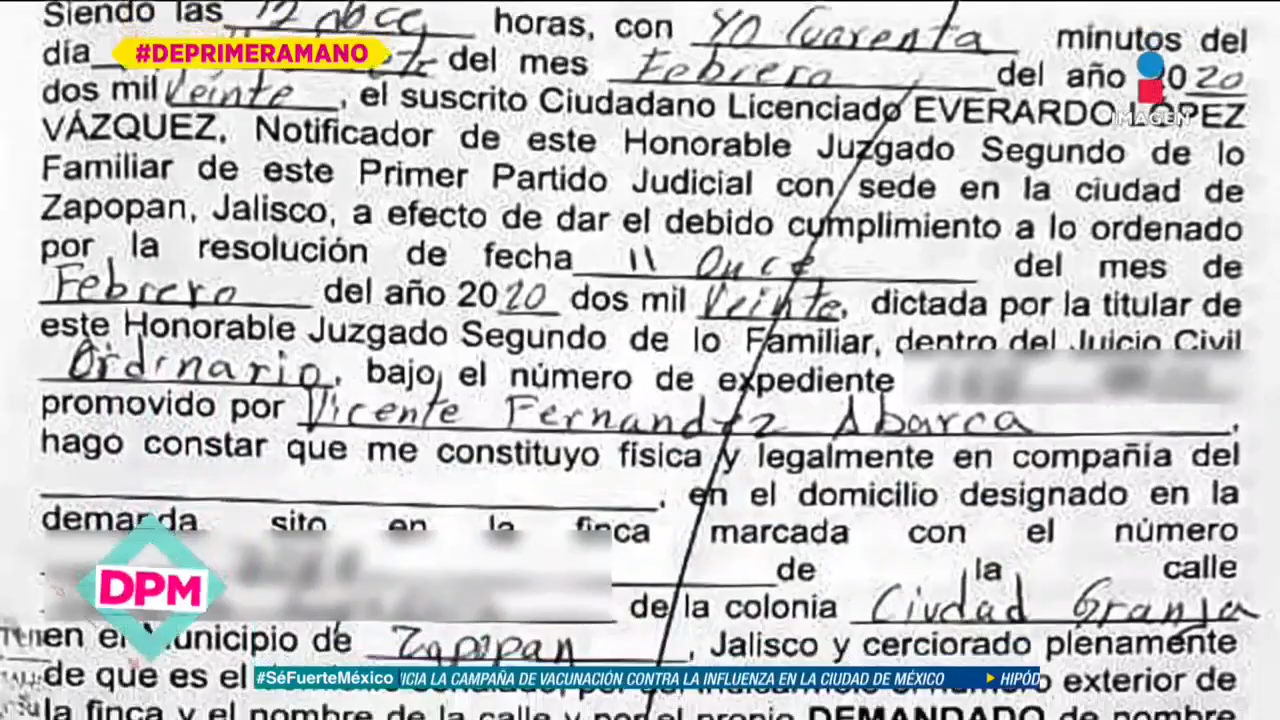 Siendo las 12 doce horas, con 40 Cuarenta minutos del
#DEPRIMERAMANO
día del mes Febrero del año 2020
dos mil Veinte, el suscrito Ciudadano Licenciado EVERARDO LÓPEZ
IMAGEN
VÁZQUEZ, Notificador de este Honorable Juzgado Segundo de lo
Familiar de este Primer Partido Judicial con sede en la ciudad de
Zapopan, Jalisco, a efecto de dar el debido cumplimiento a lo ordenado
por la resolución de fecha 11 Once del mes de
Febrero del año 2020 dos mil Veinte, dictada por la titular de
este Honorable Juzgado Segundo de lo Familiar, dentro del Juicio Civil
Ordinario, bajo el número de expediente
promovido por Vicente Fernandez Abarca,
hago constar que me constituyo física y legalmente en compañía del
, en el domicilio designado en la
demanda sito en la finca marcada con el número
de la calle
DPM
de la colonia Ciudad Granja
en el Municipio de Zapopan, Jalisco y cerciorado plenamente
de que es el exterior de
#SéFuerteMéxico ICIA LA CAMPAÑA DE VACUNACIÓN CONTRA LA INFLUENZA EN LA CIUDAD DE MÉXICO HIPÓD
la finca y el nombre de la calle y por el propio DEMANDADO de nombre